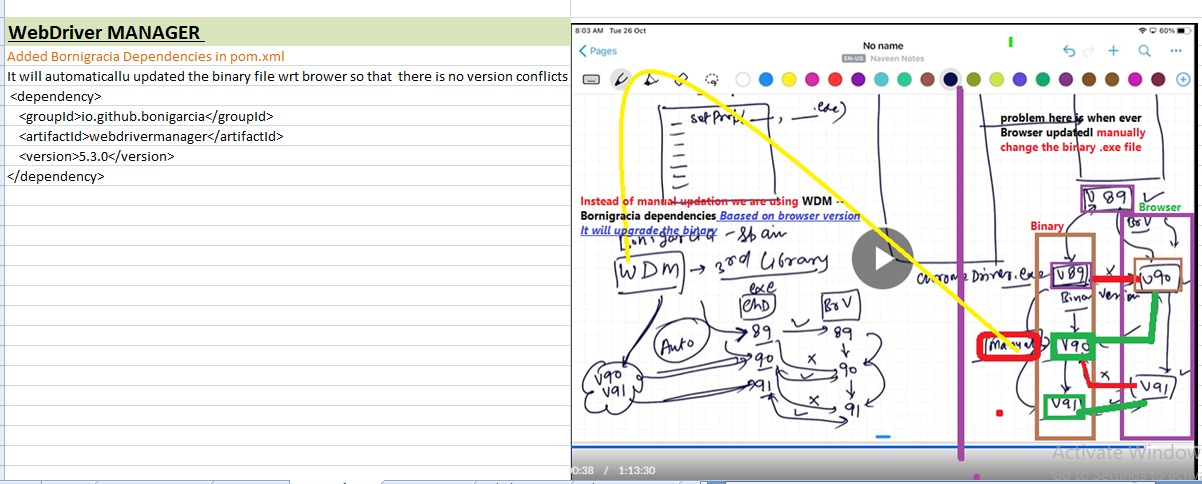 WebDriver MANAGER
Added Bornigracia Dependencies in pom.xml
It will automaticallu updated the binary file wrt brower so that there is no version conflicts
<dependency>
<groupId>io.github.bonigarcia</groupId>
<artifactId>webdrivermanager</artifactId>
<version>5.3.0</version>
</dependency>
8:03 AM Tue 26 Oct
60%
Pages
No name
EN-US Naveen Notes
setProp( , .exe)
problem here is when ever
Browser updatedl manually
change the binary .exe file
Instead of manual updation we are using WDM --
Bornigracia dependencies Baased on browser version
It will upgrade the binary
Bonigarcia - Spain
WDM → 3rd Library
exe
ChD
BrV
Auto
89
89
90
X
90
91
X
91
V90
V91
V 89
Browser
Binary
BrV
ChromeDriver.exe
V89
X
V90
Binary Version
Manual
V90
X
V91
V91
0:38 / 1:13:30
Activate Window
Go to Settings to activ